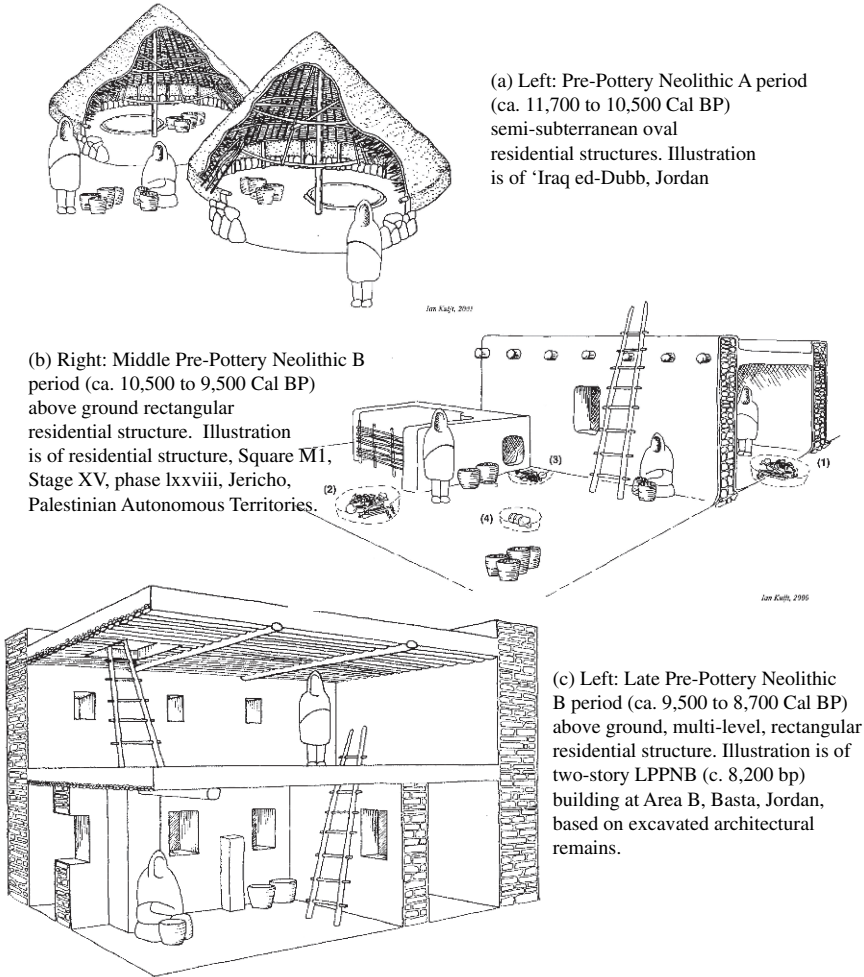 (a) Left: Pre-Pottery Neolithic A period
(ca. 11,700 to 10,500 Cal BP)
semi-subterranean oval
residential structures. Illustration
is of ‘Iraq ed-Dubb, Jordan
Ian Kuijt, 2001
(b) Right: Middle Pre-Pottery Neolithic B
period (ca. 10,500 to 9,500 Cal BP)
above ground rectangular
residential structure. Illustration
is of residential structure, Square M1,
Stage XV, phase lxxviii, Jericho,
Palestinian Autonomous Territories.
(1)
(2)
(3)
(4)
Ian Kuijt, 2000
(c) Left: Late Pre-Pottery Neolithic
B period (ca. 9,500 to 8,700 Cal BP)
above ground, multi-level, rectangular
residential structure. Illustration is of
two-story LPPNB (c. 8,200 bp)
building at Area B, Basta, Jordan,
based on excavated architectural
remains.